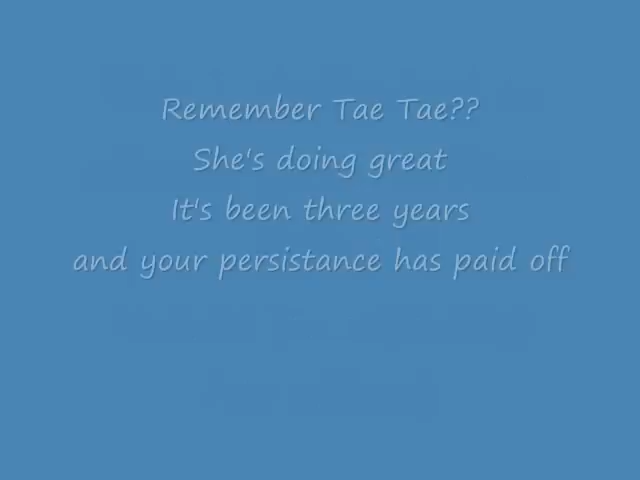 Remember Tae Tae??
She's doing great
It's been three years
and your persistance has paid off